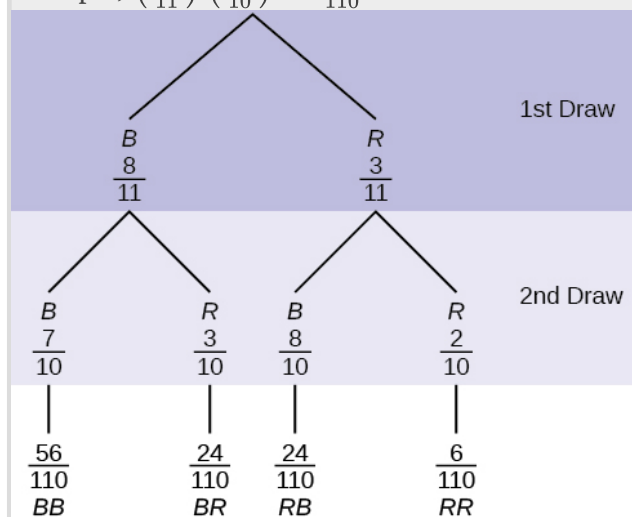 1st Draw
B R
8/11 3/11
2nd Draw
B R B R
7/10 3/10 8/10 2/10
56/110 24/110 24/110 6/110
BB BR RB RR